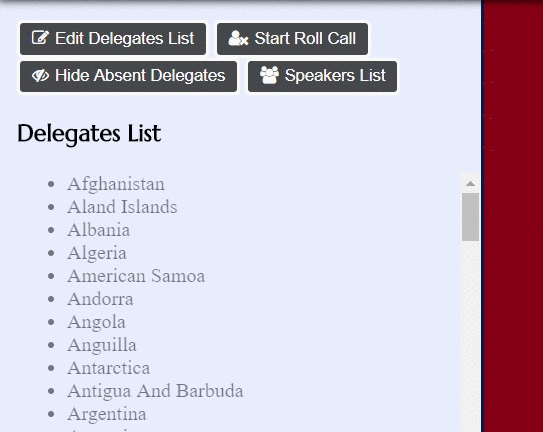 Edit Delegates List Start Roll Call
Hide Absent Delegates Speakers List
Delegates List
Afghanistan
Aland Islands
Albania
Algeria
American Samoa
Andorra
Angola
Anguilla
Antarctica
Antigua And Barbuda
Argentina